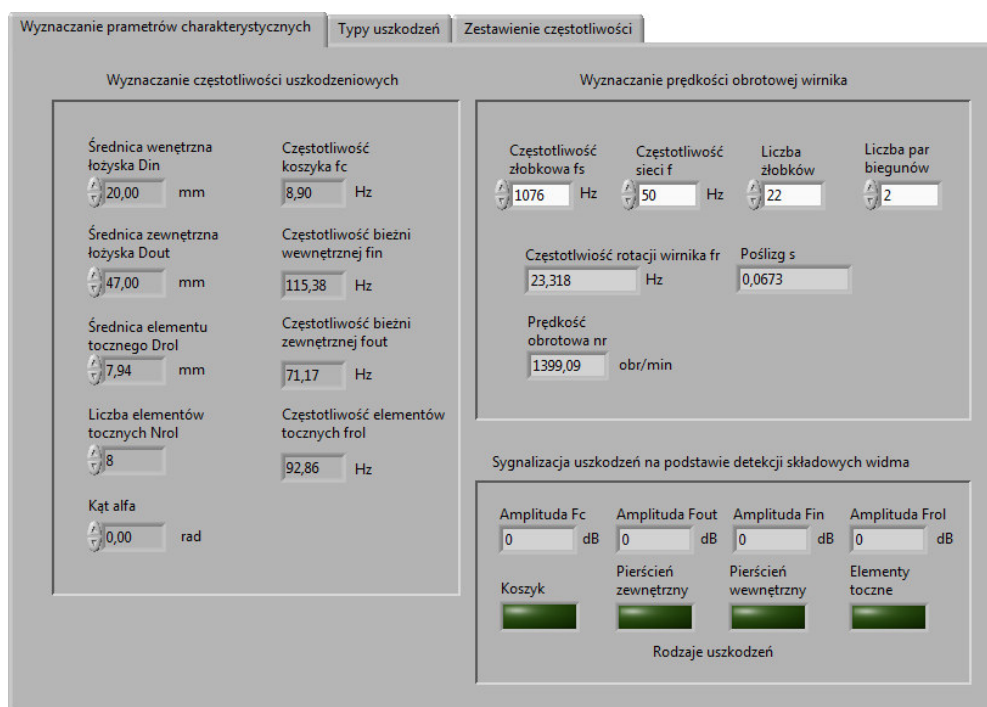 Wyznaczanie prametrów charakterystycznych
Typy uszkodzeń
Zestawienie częstotliwości
Wyznaczanie częstotliwości uszkodzeniowych
Średnica wenętrzna
łożyska Din
20,00 mm
Częstotliwość
koszyka fc
8,90 Hz
Średnica zewnętrzna
łożyska Dout
47,00 mm
Częstotliwość bieżni
wewnętrznej fin
115,38 Hz
Średnica elementu
tocznego Drol
7,94 mm
Częstotliwość bieżni
zewnętrznej fout
71,17 Hz
Liczba elementów
tocznych Nrol
8
Częstotliwość elementów
tocznych frol
92,86 Hz
Kąt alfa
0,00 rad
Wyznaczanie prędkości obrotowej wirnika
Częstotliwość
złobkowa fs
1076 Hz
Częstotliwość
sieci f
50 Hz
Liczba
żłobków
22
Liczba par
biegunów
2
Częstotlwiość rotacji wirnika fr
23,318 Hz
Poślizg s
0,0673
Prędkość
obrotowa nr
1399,09 obr/min
Sygnalizacja uszkodzeń na podstawie detekcji składowych widma
Amplituda Fc
0 dB
Amplituda Fout
0 dB
Amplituda Fin
0 dB
Amplituda Frol
0 dB
Koszyk
Pierścień
zewnętrzny
Pierścień
wewnętrzny
Elementy
toczne
Rodzaje uszkodzeń